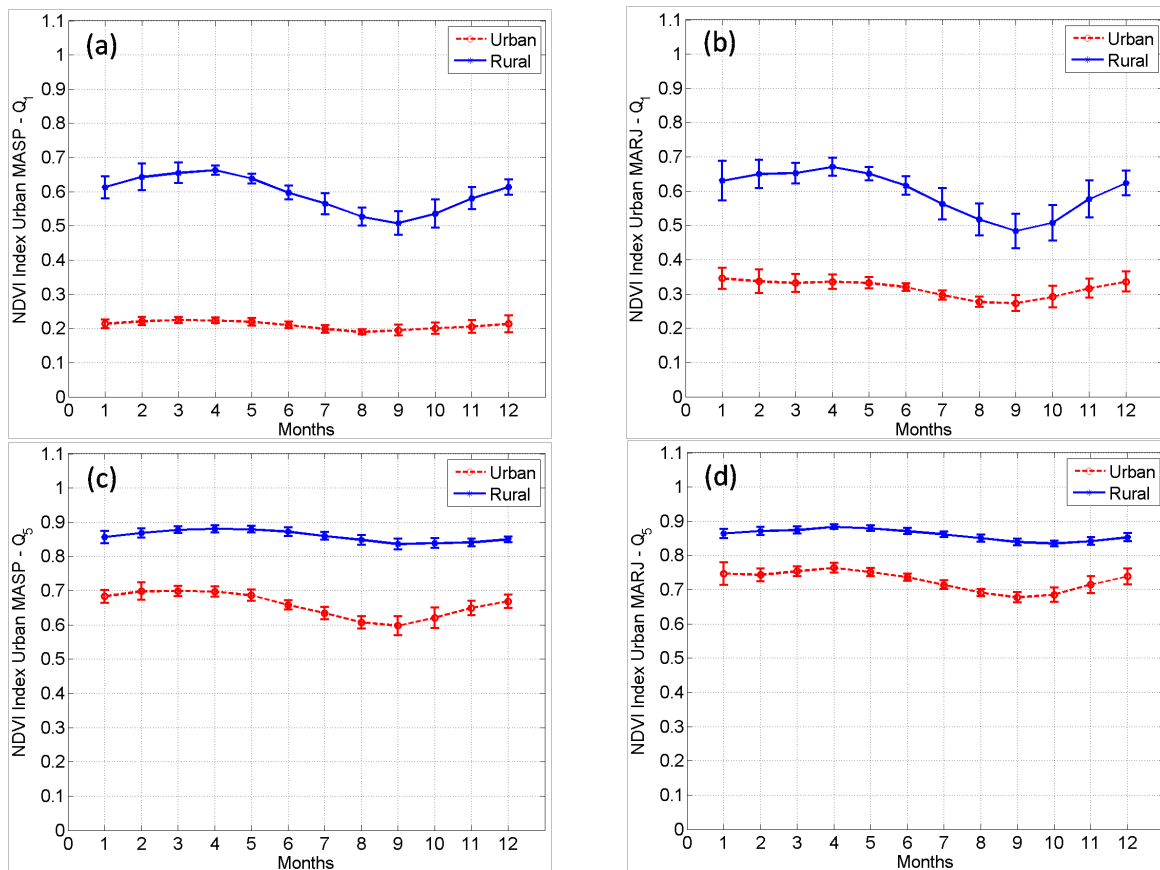 (a)
Urban
Rural
NDVI Index Urban MASP - Q1
1.1
1
0.9
0.8
0.7
0.6
0.5
0.4
0.3
0.2
0.1
0
0 1 2 3 4 5 6 7 8 9 10 11 12
Months
(b)
Urban
Rural
NDVI Index Urban MARJ - Q1
1.1
1
0.9
0.8
0.7
0.6
0.5
0.4
0.3
0.2
0.1
0
0 1 2 3 4 5 6 7 8 9 10 11 12
Months
(c)
Urban
Rural
NDVI Index Urban MASP - Q5
1.1
1
0.9
0.8
0.7
0.6
0.5
0.4
0.3
0.2
0.1
0
0 1 2 3 4 5 6 7 8 9 10 11 12
Months
(d)
Urban
Rural
NDVI Index Urban MARJ - Q5
1.1
1
0.9
0.8
0.7
0.6
0.5
0.4
0.3
0.2
0.1
0
0 1 2 3 4 5 6 7 8 9 10 11 12
Months